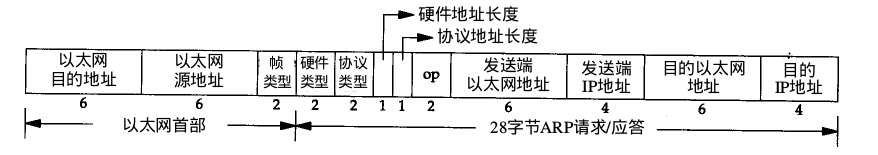 硬件地址长度
协议地址长度
以太网
目的地址
以太网
源地址
帧
类型
硬件
类型
协议
类型
op
发送端
以太网地址
发送端
IP地址
目的以太网
地址
目的
IP地址
6 6 2 2 2 1 1 2 6 4 6 4
以太网首部
28字节ARP请求/应答